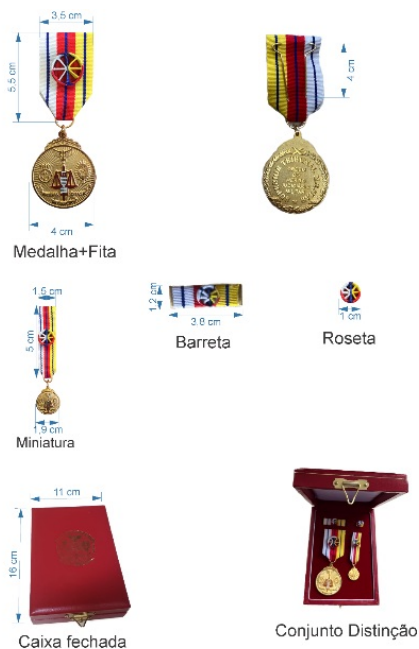 3,5 cm
5,5 cm
4 cm
4 cm
Medalha+Fita
1,5 cm
5 cm
1,9 cm
Miniatura
1,2 cm
3,8 cm
Barreta
1 cm
Roseta
11 cm
16 cm
Caixa fechada
Conjunto Distinção